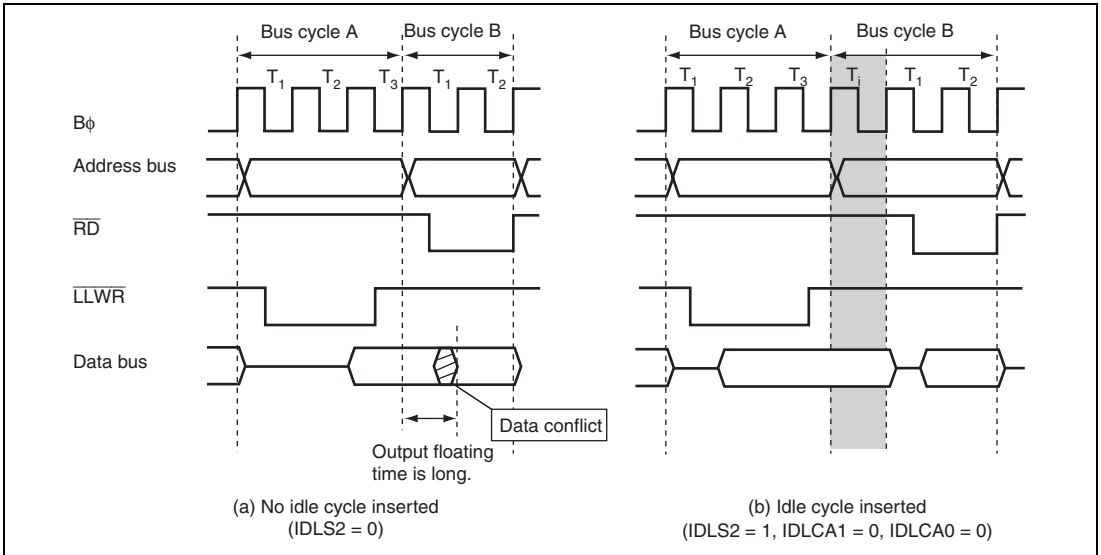 Bus cycle A Bus cycle B
T1 T2 T3 T1 T2
Bus cycle A Bus cycle B
T1 T2 T3 Ti T1 T2
Bϕ
Address bus
RD
LLWR
Data bus
Data conflict
Output floating
time is long.
(a) No idle cycle inserted
(IDLS2 = 0)
(b) Idle cycle inserted
(IDLS2 = 1, IDLCA1 = 0, IDLCA0 = 0)